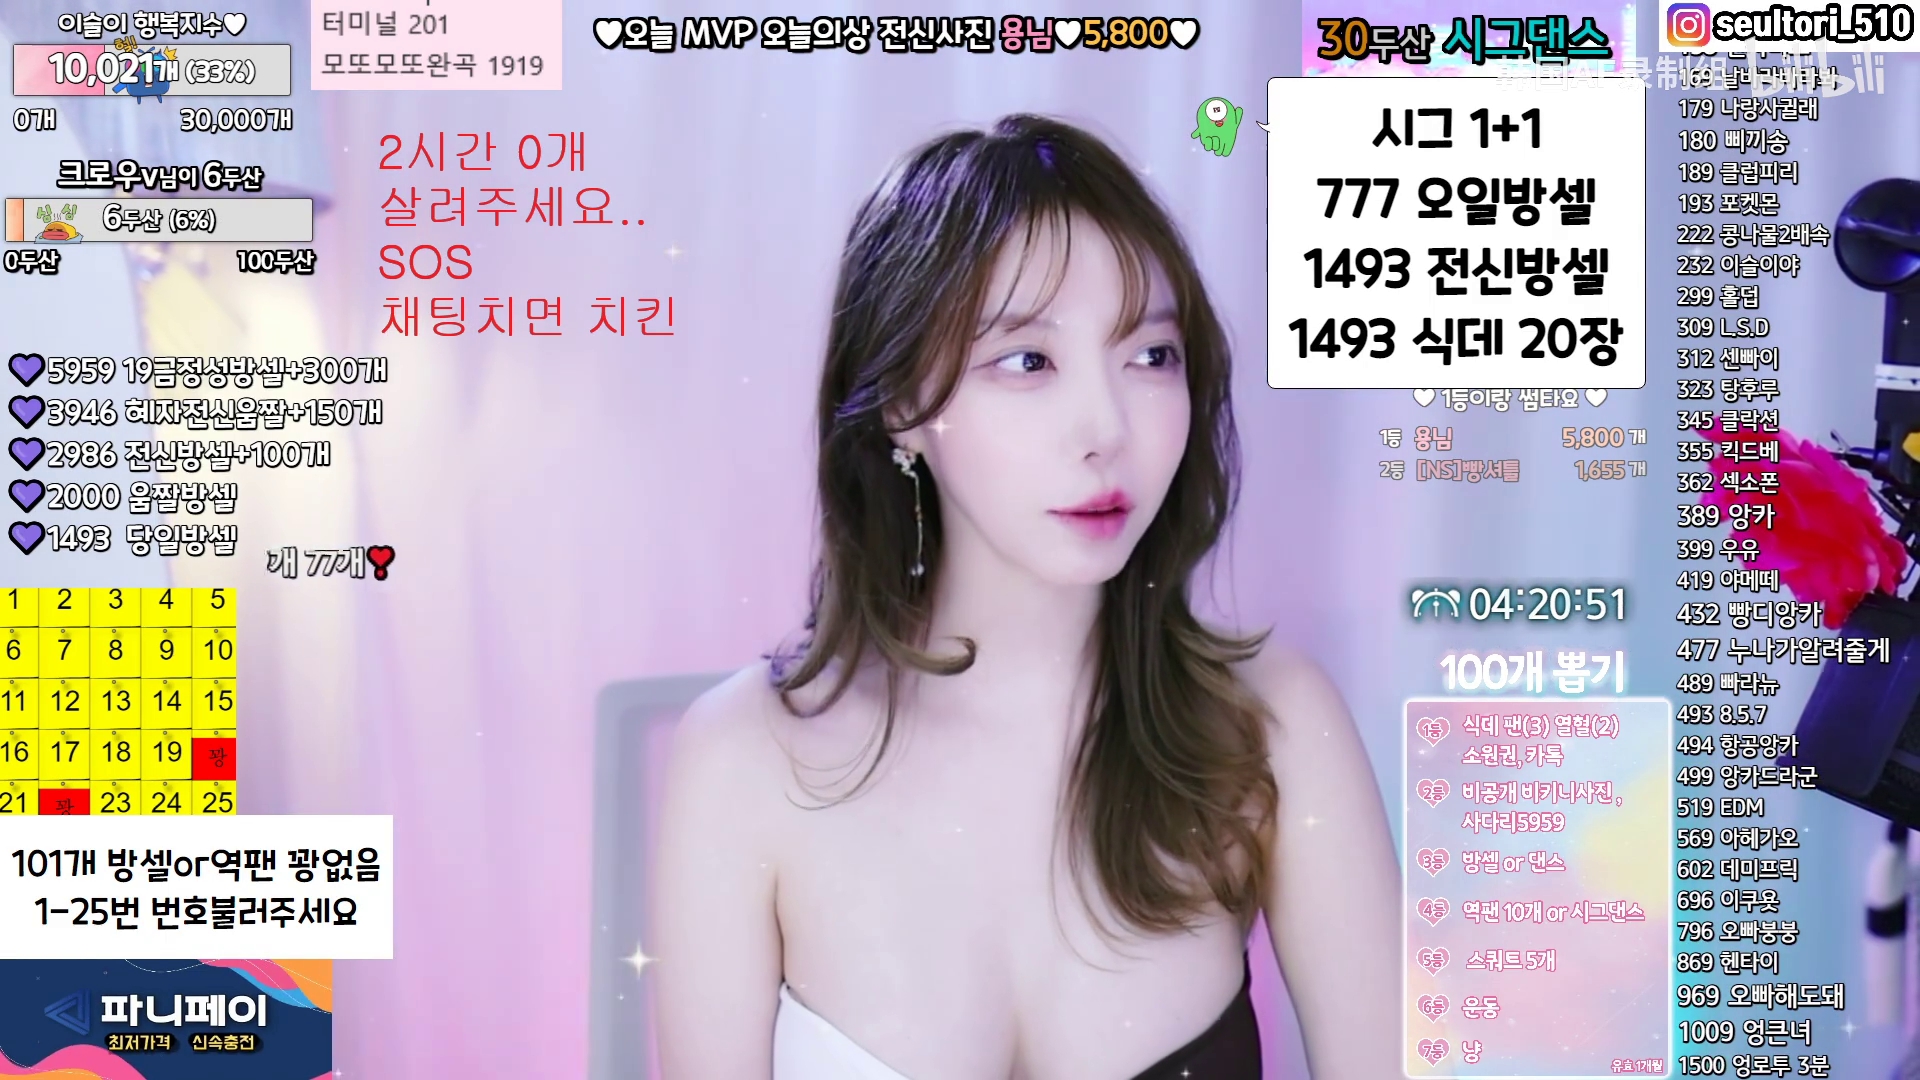 이슬이 행복지수♥
10,021개 (33%)
0개 30,000개
크로우v님이 6두산
6두산 (6%)
0두산 100두산
터미널 201
모또모또완곡 1919
♥오늘 MVP 오늘의상 전신사진 용님♥5,800♥
2시간 0개
살려주세요..
SOS
채팅치면 치킨
💜5959 19금정성방셀+300개
💜3946 혜자전신움짤+150개
💜2986 전신방셀+100개
💜2000 움짤방셀
💜1493 당일방셀
개 77개❣
1 2 3 4 5
6 7 8 9 10
11 12 13 14 15
16 17 18 19 꽝
21 꽝 23 24 25
101개 방셀or역팬 꽝없음
1-25번 번호불러주세요
파니페이
최저가격 신속충전
30두산 시그댄스
시그 1+1
777 오일방셀
1493 전신방셀
1493 식데 20장
♥ 1등이랑 썸타요 ♥
1등 용님 5,800 개
2등 [NS]빵셔틀 1,655 개
04:20:51
100개 뽑기
1등 식데 팬(3) 열혈(2)
소원권, 카톡
2등 비공개 비키니사진,
사다리5959
3등 방셀 or 댄스
4등 역팬 10개 or 시그댄스
5등 스쿼트 5개
6등 운동
7등 냥
유효 1개월
seultori_510
bilibili
179 나랑사궐래
180 삐끼송
189 클럽피리
193 포켓몬
222 콩나물2배속
232 이슬이야
299 홀덥
309 L.S.D
312 센빠이
323 탕후루
345 클락션
355 킥드베
362 섹소폰
389 앙카
399 우유
419 야메떼
432 빵디앙카
477 누나가알려줄게
489 빠라뉴
493 8.5.7
494 항공앙카
499 앙카드라군
519 EDM
569 아헤가오
602 데미프릭
696 이쿠욧
796 오빠붕붕
869 헨타이
969 오빠해도돼
1009 엉큰녀
1500 엉로투 3분